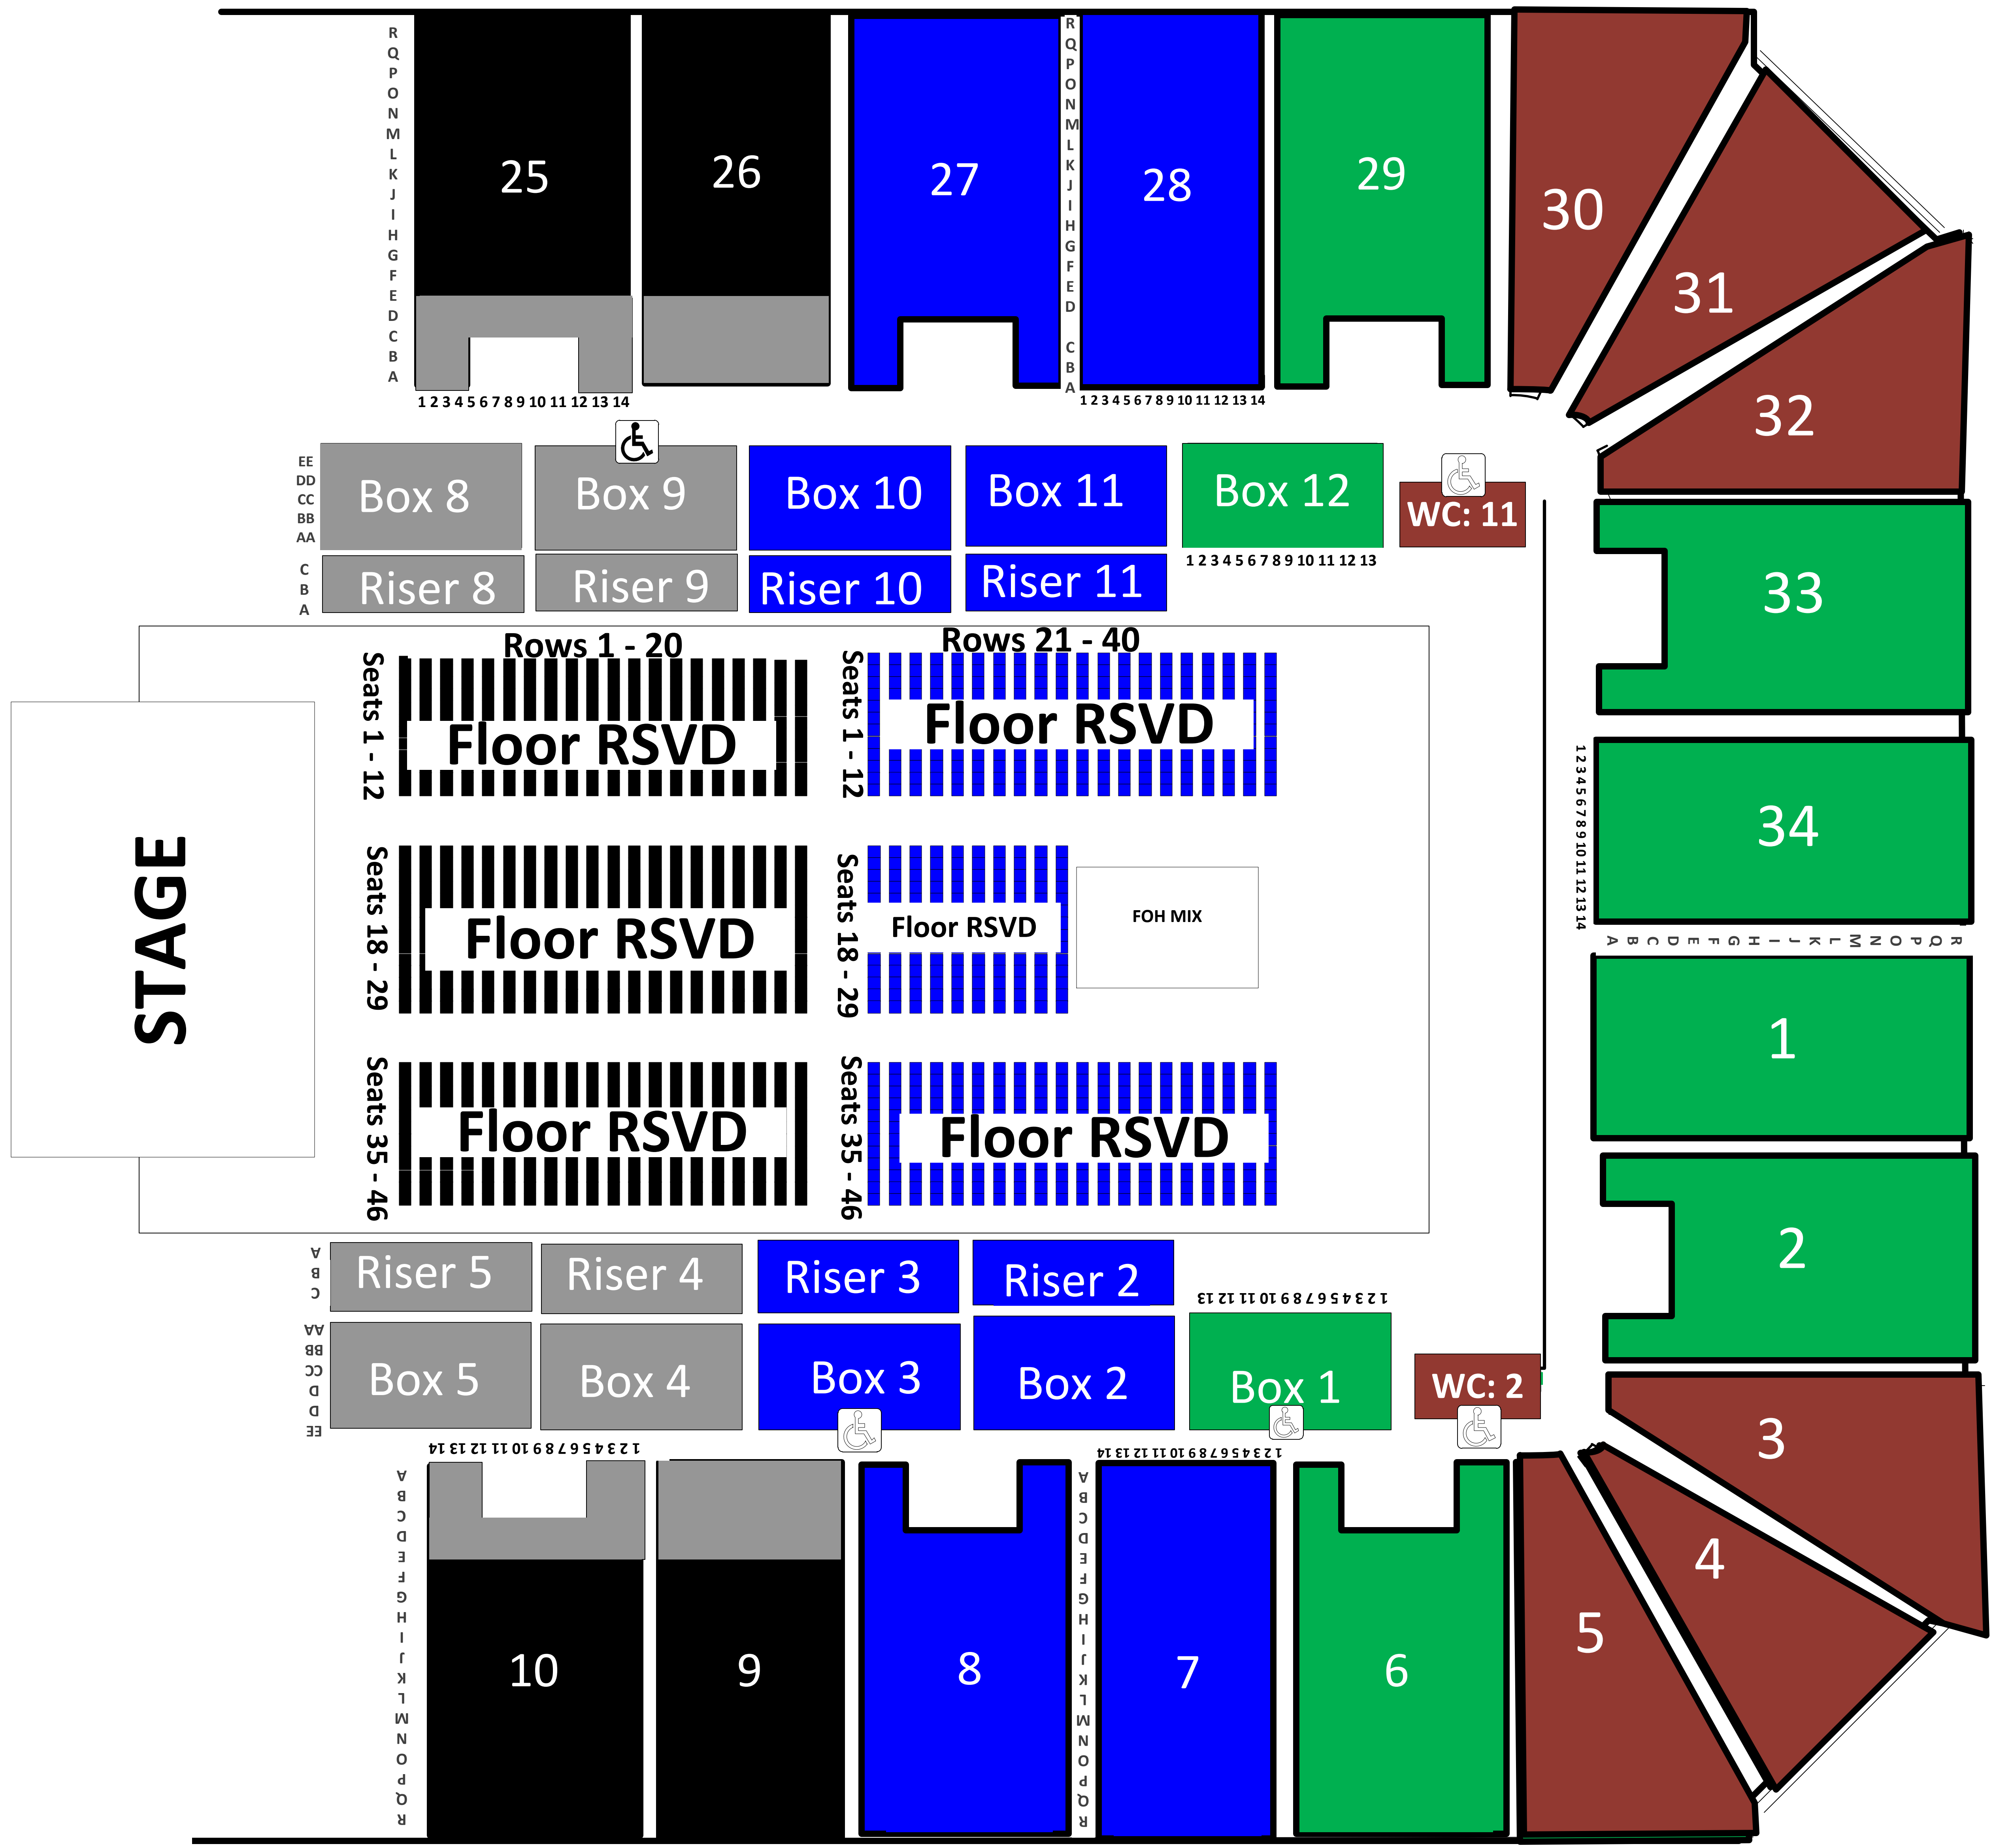 R
Q
P
O
N
M
L
K
J
I
H
G
F
E
D
C
B
A
25
26
27
R
Q
P
O
N
M
L
K
J
I
H
G
F
E
D
C
B
A
28
29
30
31
32
1 2 3 4 5 6 7 8 9 10 11 12 13 14
1 2 3 4 5 6 7 8 9 10 11 12 13 14
EE
DD
CC
BB
AA
Box 8
Box 9
Box 10
Box 11
Box 12
WC: 11
1 2 3 4 5 6 7 8 9 10 11 12 13
C
B
A
Riser 8
Riser 9
Riser 10
Riser 11
33
Rows 1 - 20
Rows 21 - 40
Seats 1 - 12
Floor RSVD
Seats 1 - 12
Floor RSVD
1 2 3 4 5 6 7 8 9 10 11 12 13 14
34
STAGE
Seats 18 - 29
Floor RSVD
Seats 18 - 29
Floor RSVD
FOH MIX
A B C D E F G H I J K L M N O P Q R
1
Seats 35 - 46
Floor RSVD
Seats 35 - 46
Floor RSVD
2
A
B
C
Riser 5
Riser 4
Riser 3
Riser 2
1 2 3 4 5 6 7 8 9 10 11 12 13
AA
BB
CC
D
D
EE
Box 5
Box 4
Box 3
Box 2
Box 1
WC: 2
3
1 2 3 4 5 6 7 8 9 10 11 12 13 14
1 2 3 4 5 6 7 8 9 10 11 12 13 14
A
B
C
D
E
F
G
H
I
J
K
L
M
N
O
P
Q
R
10
9
8
A
B
C
D
E
F
G
H
I
J
K
L
M
N
O
P
Q
R
7
6
5
4